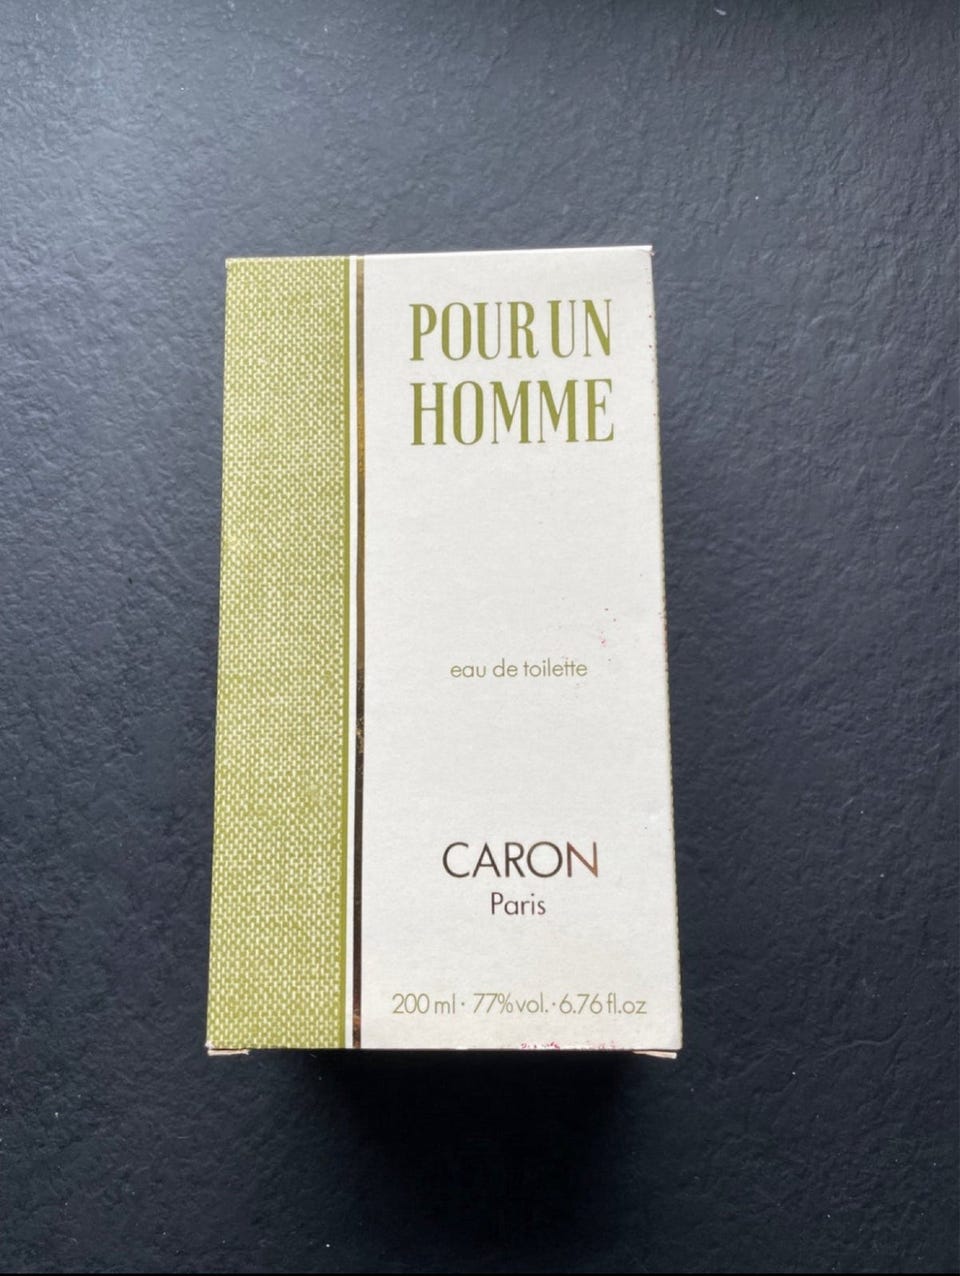 POUR UN
HOMME
eau de toilette
CARON
Paris
200 ml · 77% vol. · 6.76 fl.oz